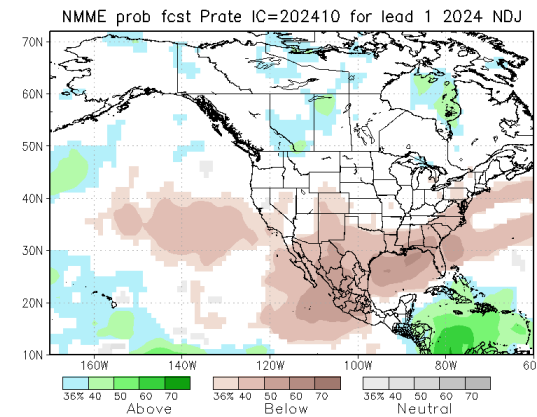 NMME prob fcst Prate IC=202410 for lead 1 2024 NDJ
70N
60N
50N
40N
30N
20N
10N
160W 140W 120W 100W 80W 60
36% 40 50 60 70 36% 40 50 60 70 36% 40 50 60 70
Above Below Neutral